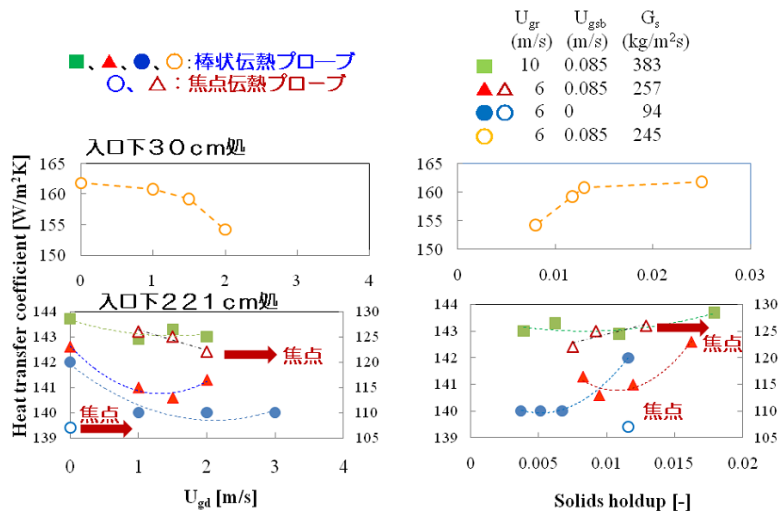 ■、▲、●、○:棒状伝熱プローブ
○、△:焦点伝熱プローブ
Ugr Ugsb Gs
(m/s) (m/s) (kg/m²s)
10 0.085 383
6 0.085 257
6 0 94
6 0.085 245
入口下30cm処
165
160
155
150
0 1 2 3 4
165
160
155
150
0 0.01 0.02 0.03
Heat transfer coefficient [W/m²K]
入口下221cm処
144
143
142
141
140
139
130
125
120
115
110
105
焦点
焦点
0 1 2 3 4
Ugd [m/s]
144
143
142
141
140
139
130
125
120
115
110
105
焦点
焦点
0 0.005 0.01 0.015 0.02
Solids holdup [-]